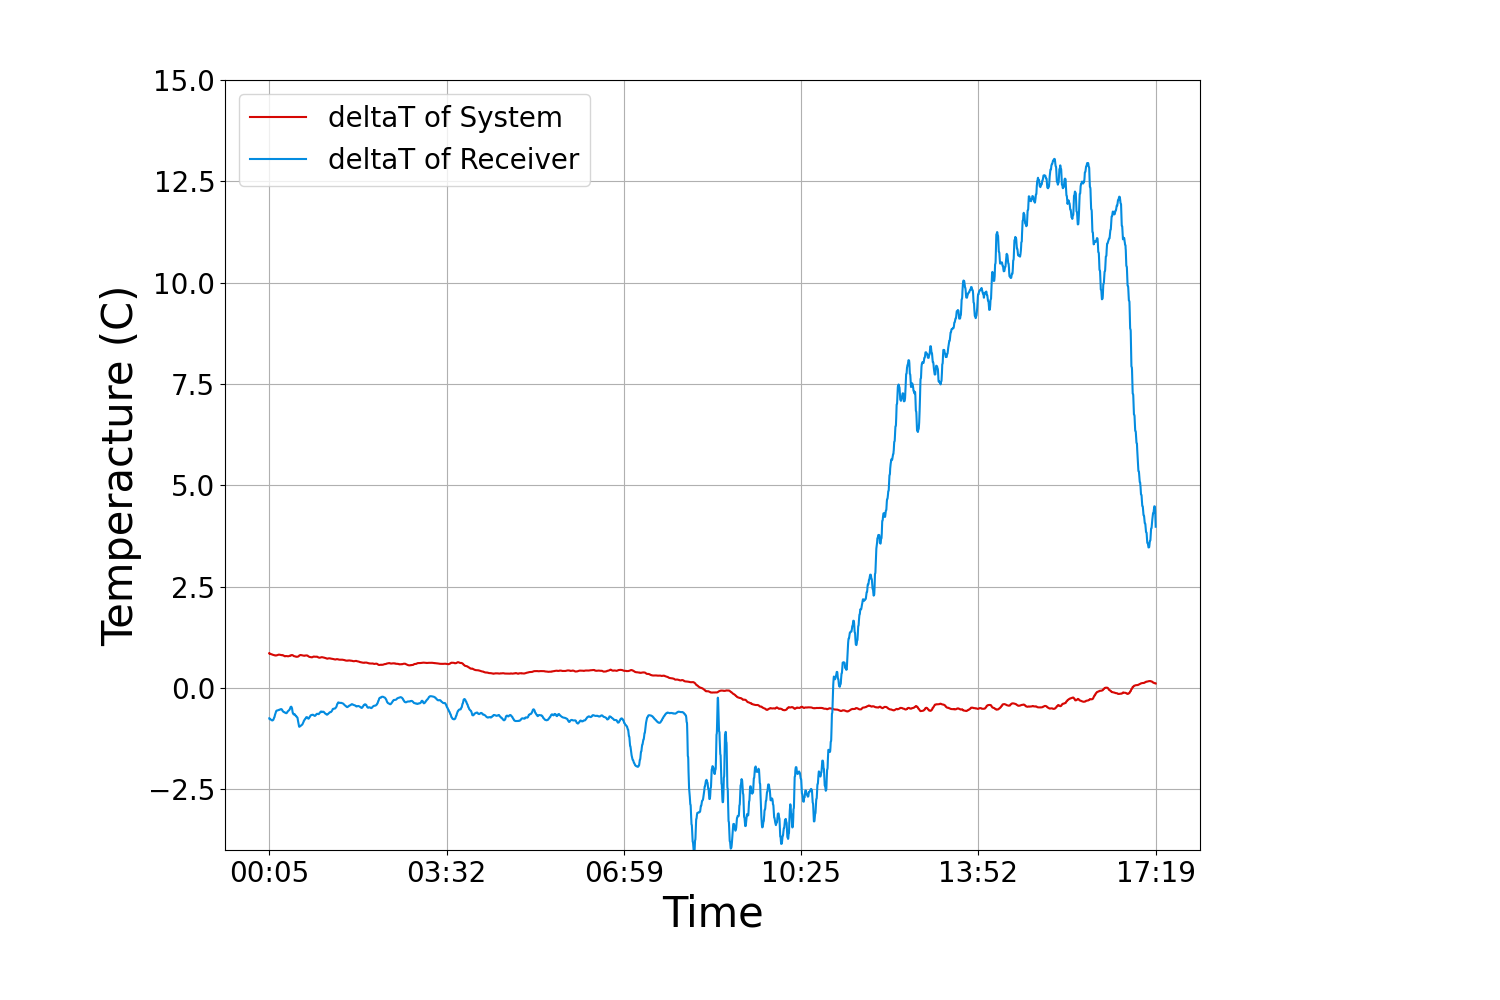 15.0
12.5
10.0
7.5
5.0
2.5
0.0
−2.5
deltaT of System
deltaT of Receiver
Temperacture (C)
00:05 03:32 06:59 10:25 13:52 17:19
Time